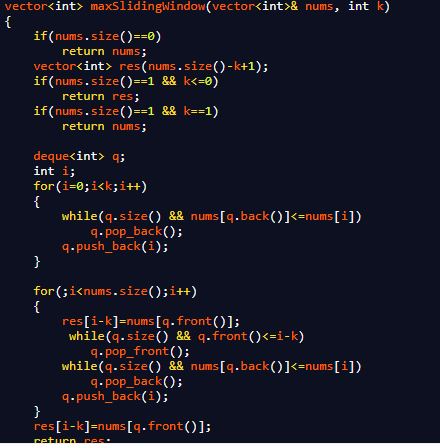 vector<int> maxSlidingWindow(vector<int>& nums, int k)
{
    if(nums.size()==0)
        return nums;
    vector<int> res(nums.size()-k+1);
    if(nums.size()==1 && k<=0)
        return res;
    if(nums.size()==1 && k==1)
        return nums;

    deque<int> q;
    int i;
    for(i=0;i<k;i++)
    {
        while(q.size() && nums[q.back()]<=nums[i])
            q.pop_back();
        q.push_back(i);
    }

    for(;i<nums.size();i++)
    {
        res[i-k]=nums[q.front()];
         while(q.size() && q.front()<=i-k)
            q.pop_front();
        while(q.size() && nums[q.back()]<=nums[i])
            q.pop_back();
        q.push_back(i);
    }
    res[i-k]=nums[q.front()];
    return res;